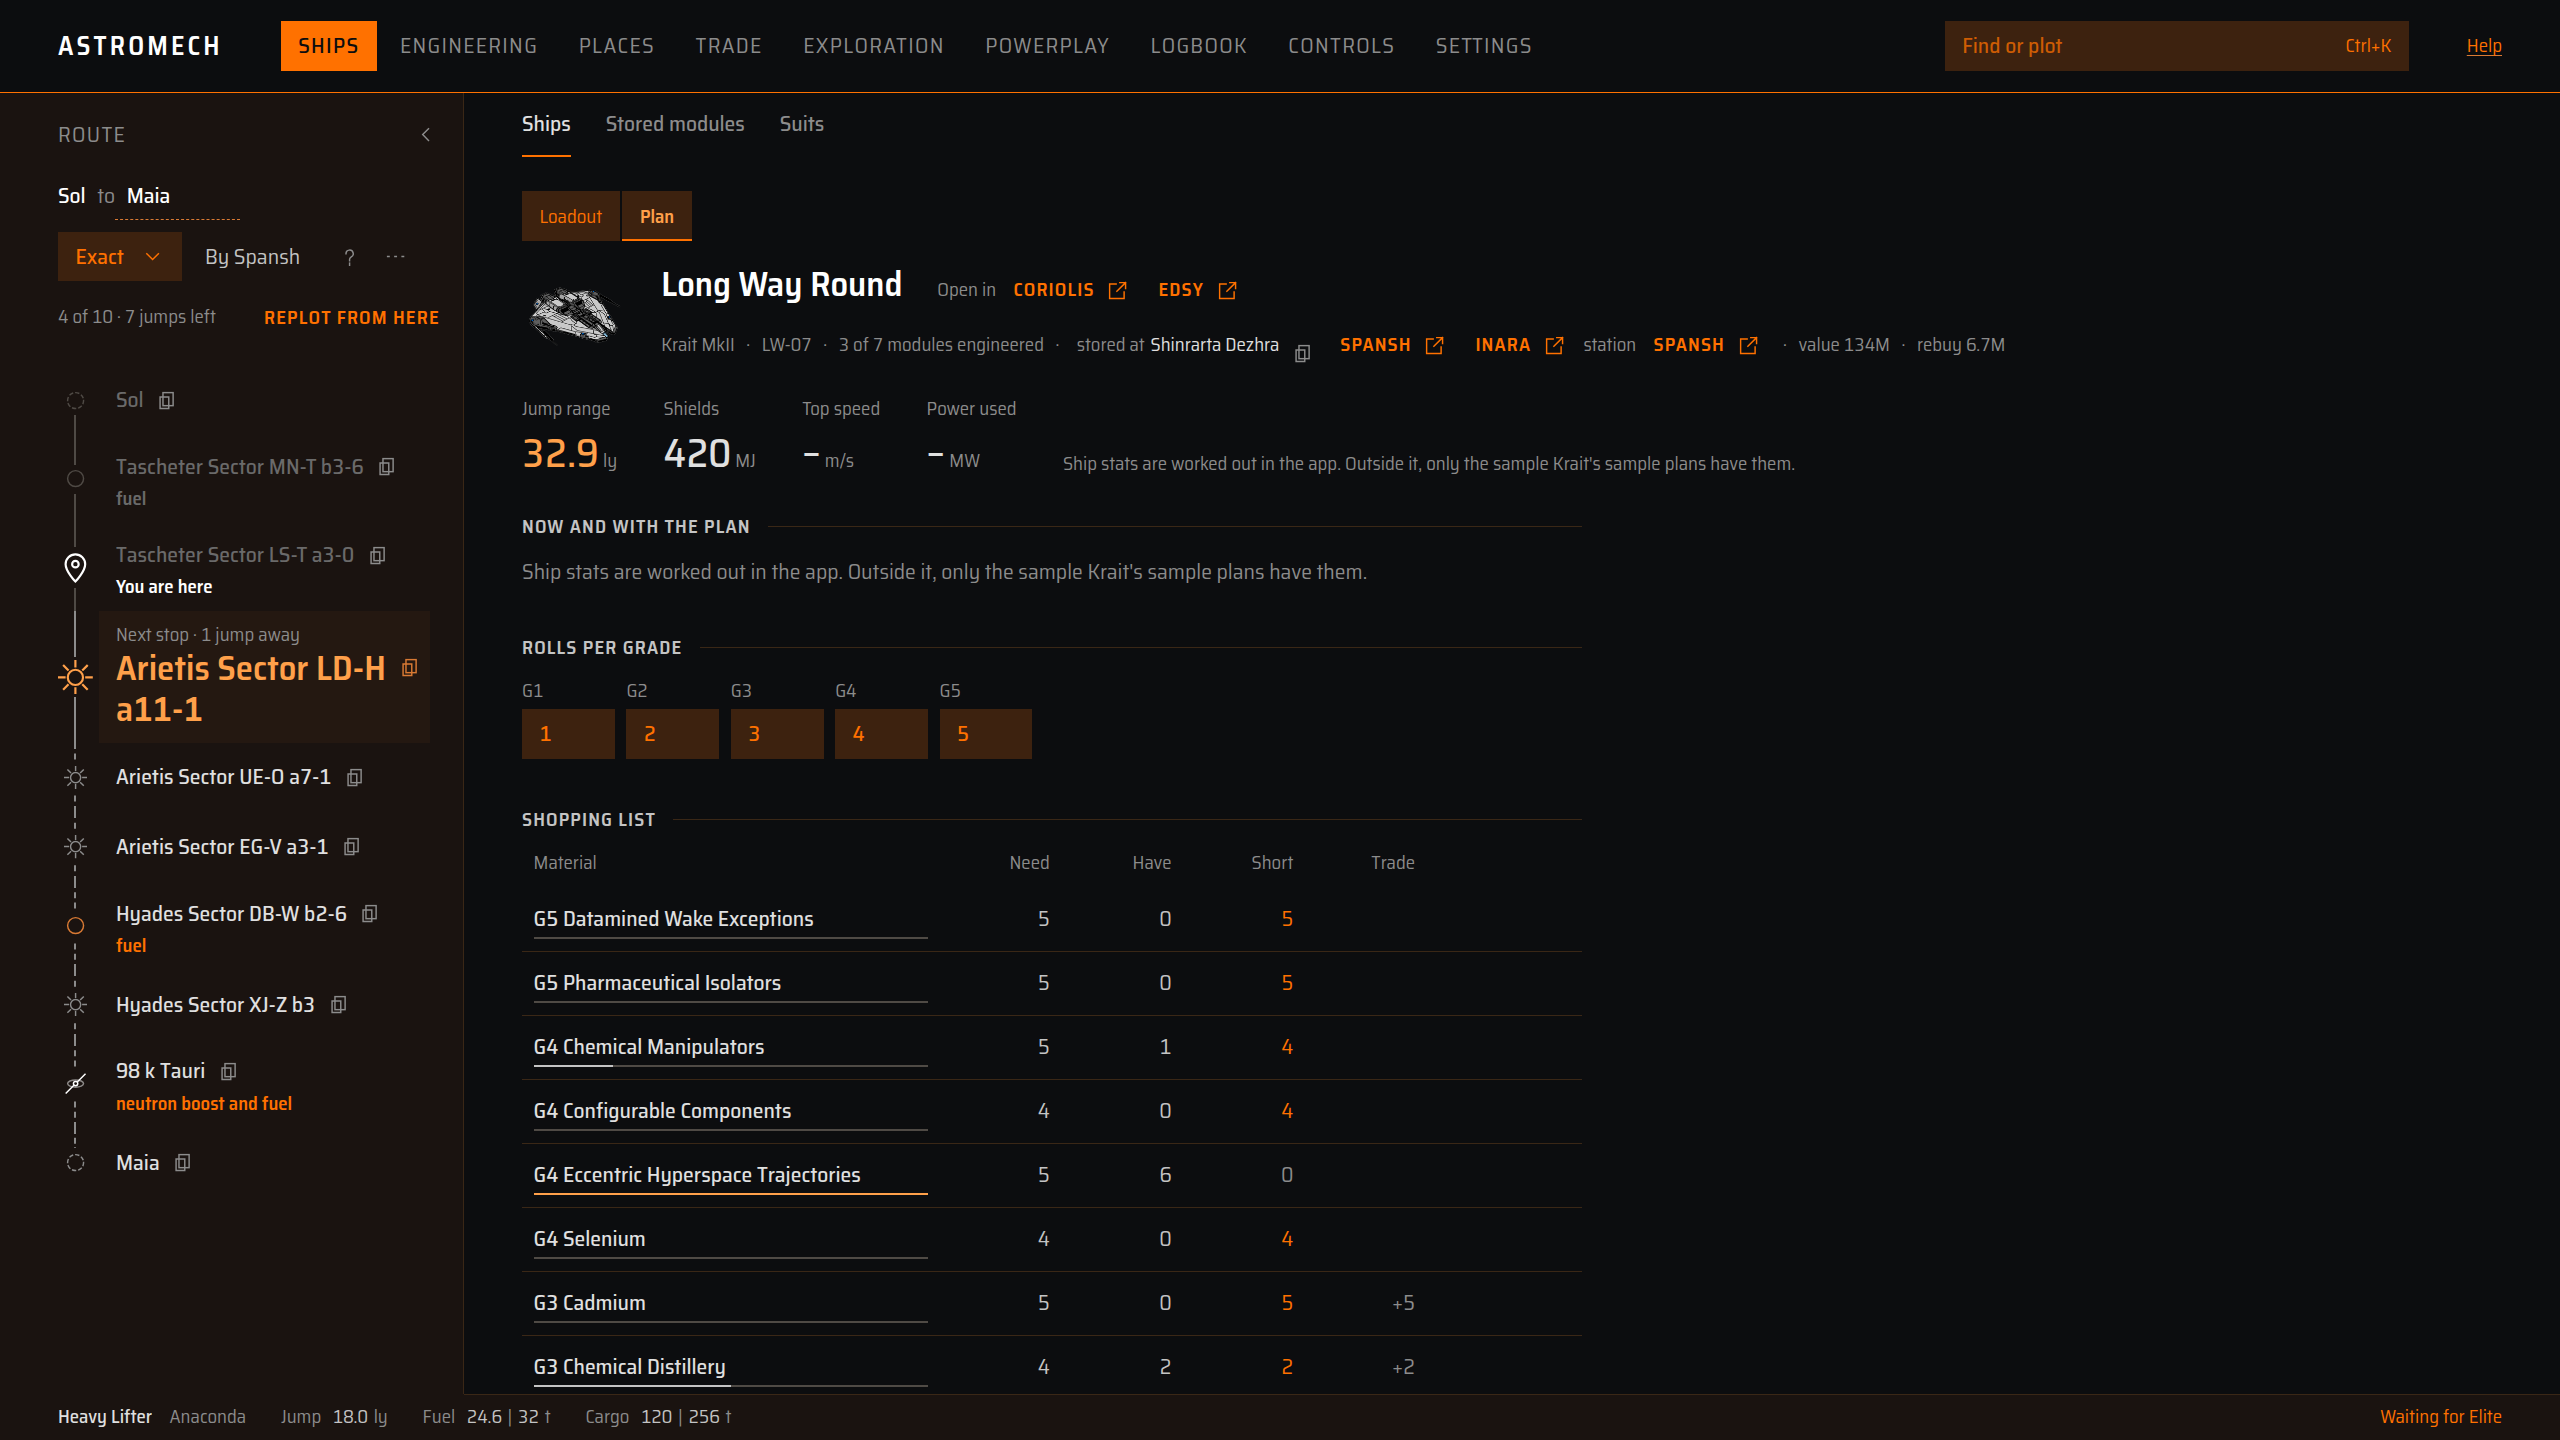 ASTROMECH SHIPS ENGINEERING PLACES TRADE EXPLORATION POWERPLAY LOGBOOK CONTROLS SETTINGS Find or plot Ctrl+K Help
ROUTE
Sol to Maia
Exact By Spansh ? ...
4 of 10 · 7 jumps left REPLOT FROM HERE
Sol
Tascheter Sector MN-T b3-6
fuel
Tascheter Sector LS-T a3-0
You are here
Next stop · 1 jump away
Arietis Sector LD-H
a11-1
Arietis Sector UE-O a7-1
Arietis Sector EG-V a3-1
Hyades Sector DB-W b2-6
fuel
Hyades Sector XJ-Z b3
98 k Tauri
neutron boost and fuel
Maia
Ships Stored modules Suits
Loadout Plan
Long Way Round Open in CORIOLIS EDSY
Krait MkII · LW-07 · 3 of 7 modules engineered · stored at Shinrarta Dezhra SPANSH INARA station SPANSH · value 134M · rebuy 6.7M
Jump range Shields Top speed Power used
32.9 ly 420 MJ – m/s – MW Ship stats are worked out in the app. Outside it, only the sample Krait's sample plans have them.
NOW AND WITH THE PLAN
Ship stats are worked out in the app. Outside it, only the sample Krait's sample plans have them.
ROLLS PER GRADE
G1 G2 G3 G4 G5
1 2 3 4 5
SHOPPING LIST
Material Need Have Short Trade
G5 Datamined Wake Exceptions 5 0 5
G5 Pharmaceutical Isolators 5 0 5
G4 Chemical Manipulators 5 1 4
G4 Configurable Components 4 0 4
G4 Eccentric Hyperspace Trajectories 5 6 0
G4 Selenium 4 0 4
G3 Cadmium 5 0 5 +5
G3 Chemical Distillery 4 2 2 +2
Heavy Lifter Anaconda Jump 18.0 ly Fuel 24.6 | 32 t Cargo 120 | 256 t Waiting for Elite